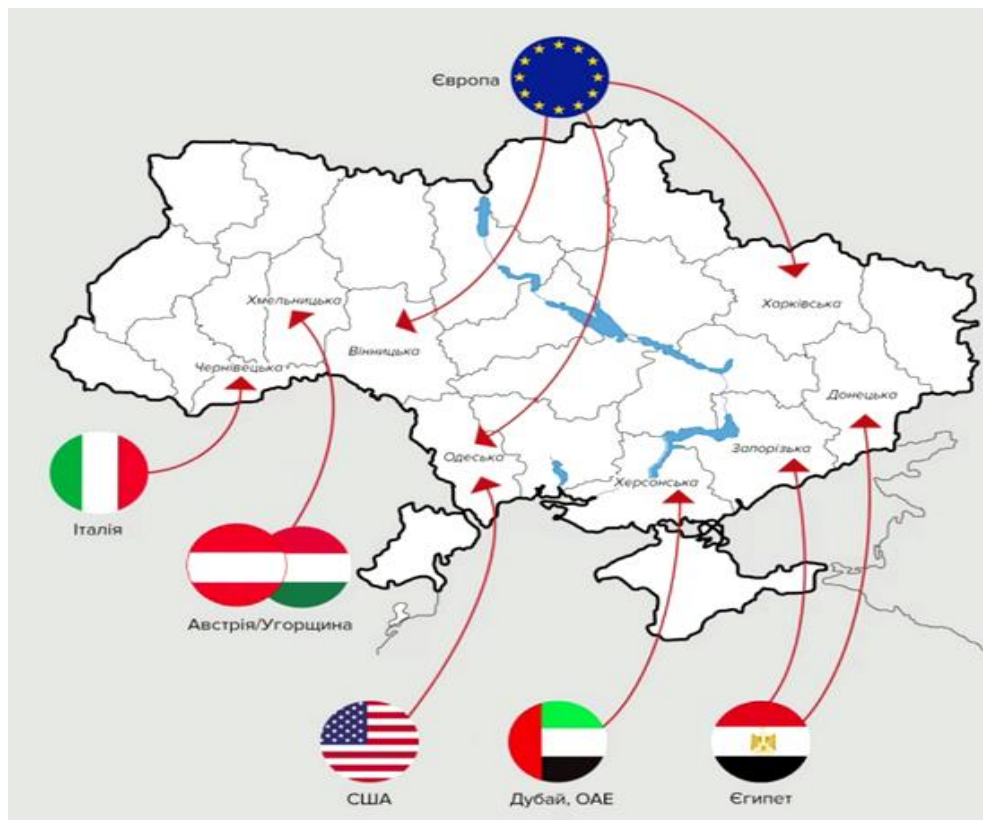 Європа
Хмельницька
Харківська
Вінницька
Чернівецька
Донецька
Одеська
Запорізька
Херсонська
Італія
Австрія/Угорщина
США
Дубай, ОАЕ
Єгипет